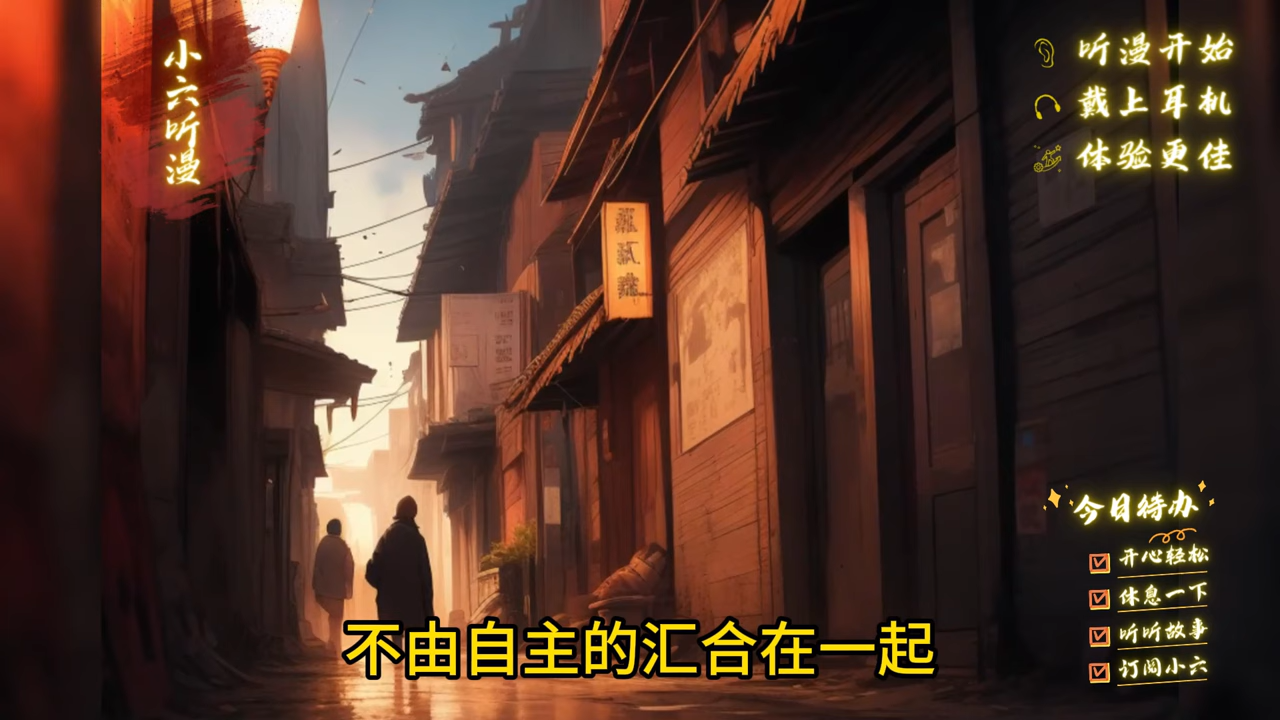 小六听漫
听漫开始
戴上耳机
体验更佳
今日待办
开心轻松
休息一下
听听故事
订阅小六
不由自主的汇合在一起